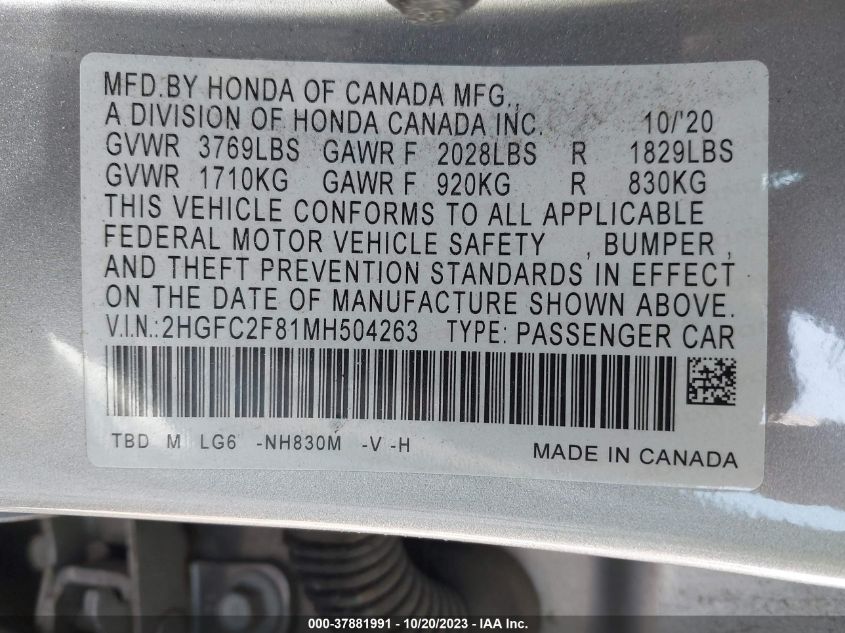 MFD.BY HONDA OF CANADA MFG.,
A DIVISION OF HONDA CANADA INC. 10/'20
GVWR 3769LBS GAWR F 2028LBS R 1829LBS
GVWR 1710KG GAWR F 920KG R 830KG
THIS VEHICLE CONFORMS TO ALL APPLICABLE
FEDERAL MOTOR VEHICLE SAFETY , BUMPER ,
AND THEFT PREVENTION STANDARDS IN EFFECT
ON THE DATE OF MANUFACTURE SHOWN ABOVE.
V.I.N.:2HGFC2F81MH504263 TYPE: PASSENGER CAR
TBD M LG6 -NH830M -V -H MADE IN CANADA
000-37881991 - 10/20/2023 - IAA Inc.